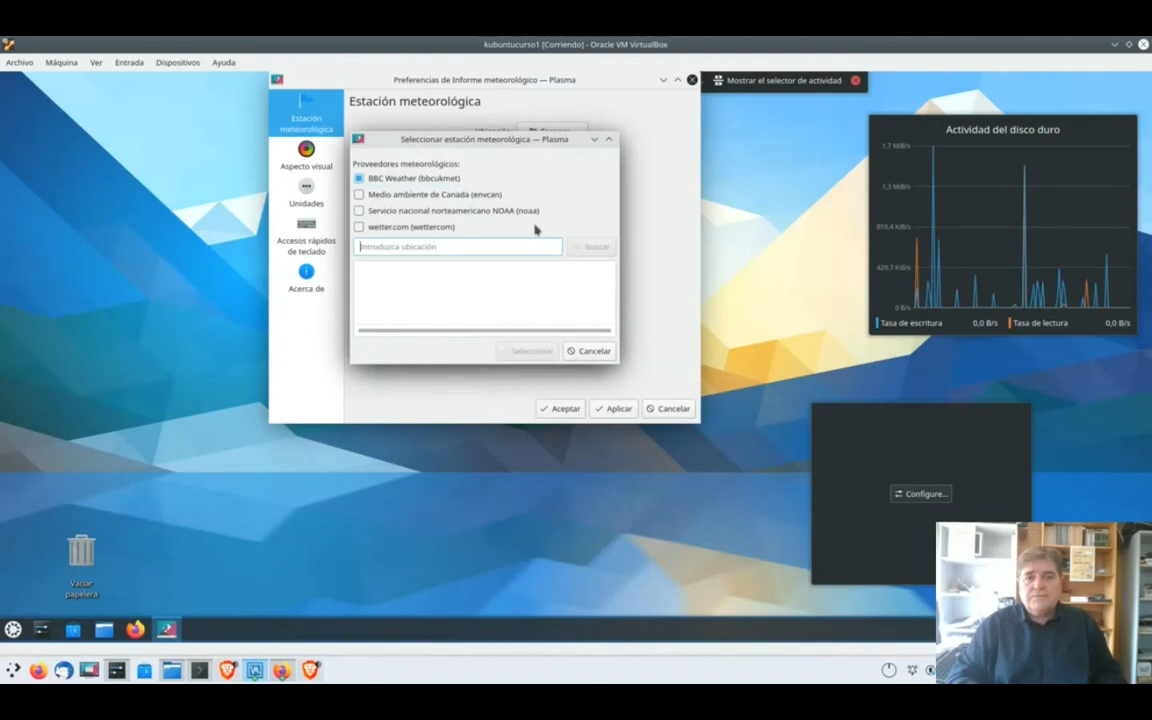 kubuntucurso1 [Corriendo] - Oracle VM VirtualBox
Archivo Máquina Ver Entrada Dispositivos Ayuda
Preferencias de Informe meteorológico — Plasma
Mostrar el selector de actividad
Estación meteorológica
Estación
meteorológica
Aspecto visual
Unidades
Accesos rápidos
de teclado
Acerca de
Seleccionar estación meteorológica — Plasma
Proveedores meteorológicos:
BBC Weather (bbcukmet)
Medio ambiente de Canada (envcan)
Servicio nacional norteamericano NOAA (noaa)
wetter.com (wettercom)
Introduzca ubicación
Buscar
Seleccionar
Cancelar
Aceptar
Aplicar
Cancelar
Actividad del disco duro
1,7 MiB/s
1,3 MiB/s
859,4 KiB/s
429,7 KiB/s
0 B/s
Tasa de escritura 0,0 B/s Tasa de lectura 0,0 B/s
Configure...
Vaciar
papelera